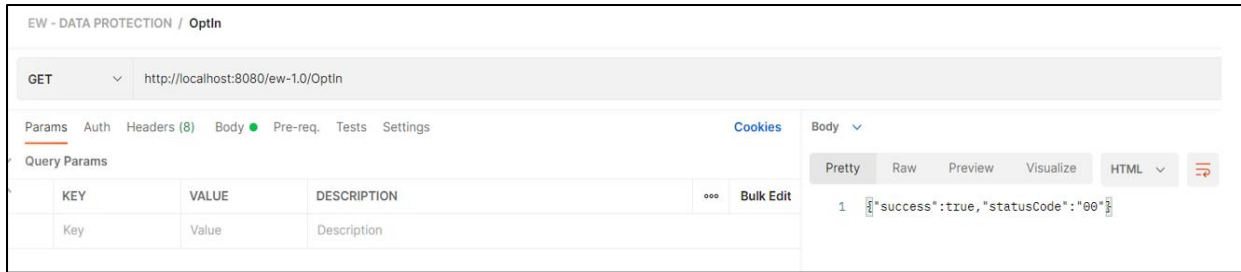 EW - DATA PROTECTION / OptIn
GET http://localhost:8080/ew-1.0/OptIn
Params Auth Headers (8) Body Pre-req. Tests Settings Cookies
Query Params
KEY VALUE DESCRIPTION ooo Bulk Edit
Key Value Description
Body
Pretty Raw Preview Visualize HTML
1 {"success":true,"statusCode":"00"}